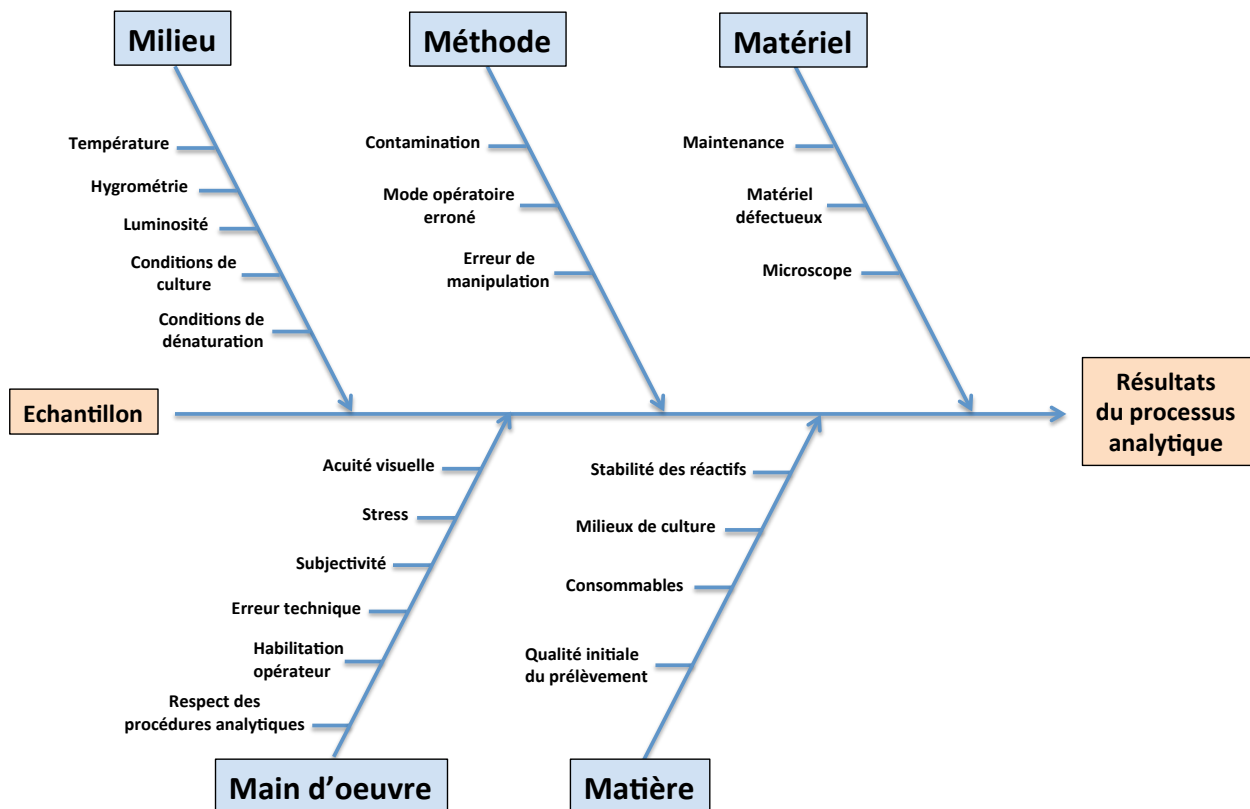 Milieu
Température
Hygrométrie
Luminosité
Conditions de
culture
Conditions de
dénaturation
Méthode
Contamination
Mode opératoire
erroné
Erreur de
manipulation
Matériel
Maintenance
Matériel
défectueux
Microscope
Echantillon
Résultats
du processus
analytique
Acuité visuelle
Stress
Subjectivité
Erreur technique
Habilitation
opérateur
Respect des
procédures analytiques
Main d’oeuvre
Stabilité des réactifs
Milieux de culture
Consommables
Qualité initiale
du prélèvement
Matière